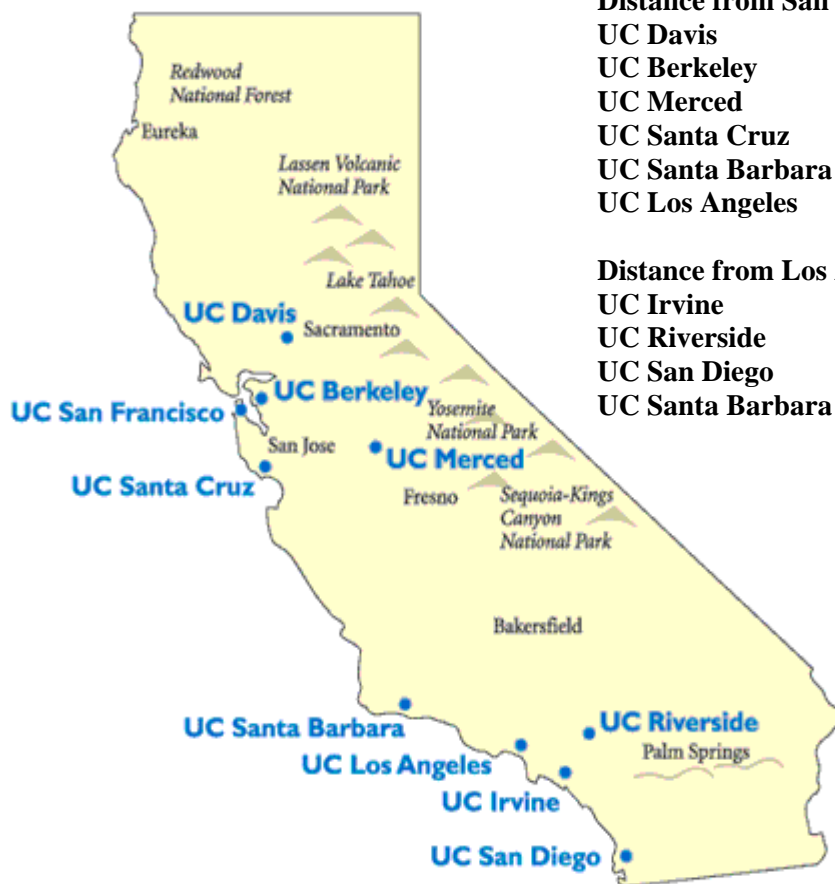 Distance from San
UC Davis
UC Berkeley
UC Merced
UC Santa Cruz
UC Santa Barbara
UC Los Angeles
Distance from Los
UC Irvine
UC Riverside
UC San Diego
UC Santa Barbara
Redwood
National Forest
Eureka
Lassen Volcanic
National Park
Lake Tahoe
UC Davis
Sacramento
UC Berkeley
UC San Francisco
Yosemite
National Park
San Jose
UC Merced
UC Santa Cruz
Fresno
Sequoia-Kings
Canyon
National Park
Bakersfield
UC Santa Barbara
UC Riverside
UC Los Angeles
Palm Springs
UC Irvine
UC San Diego